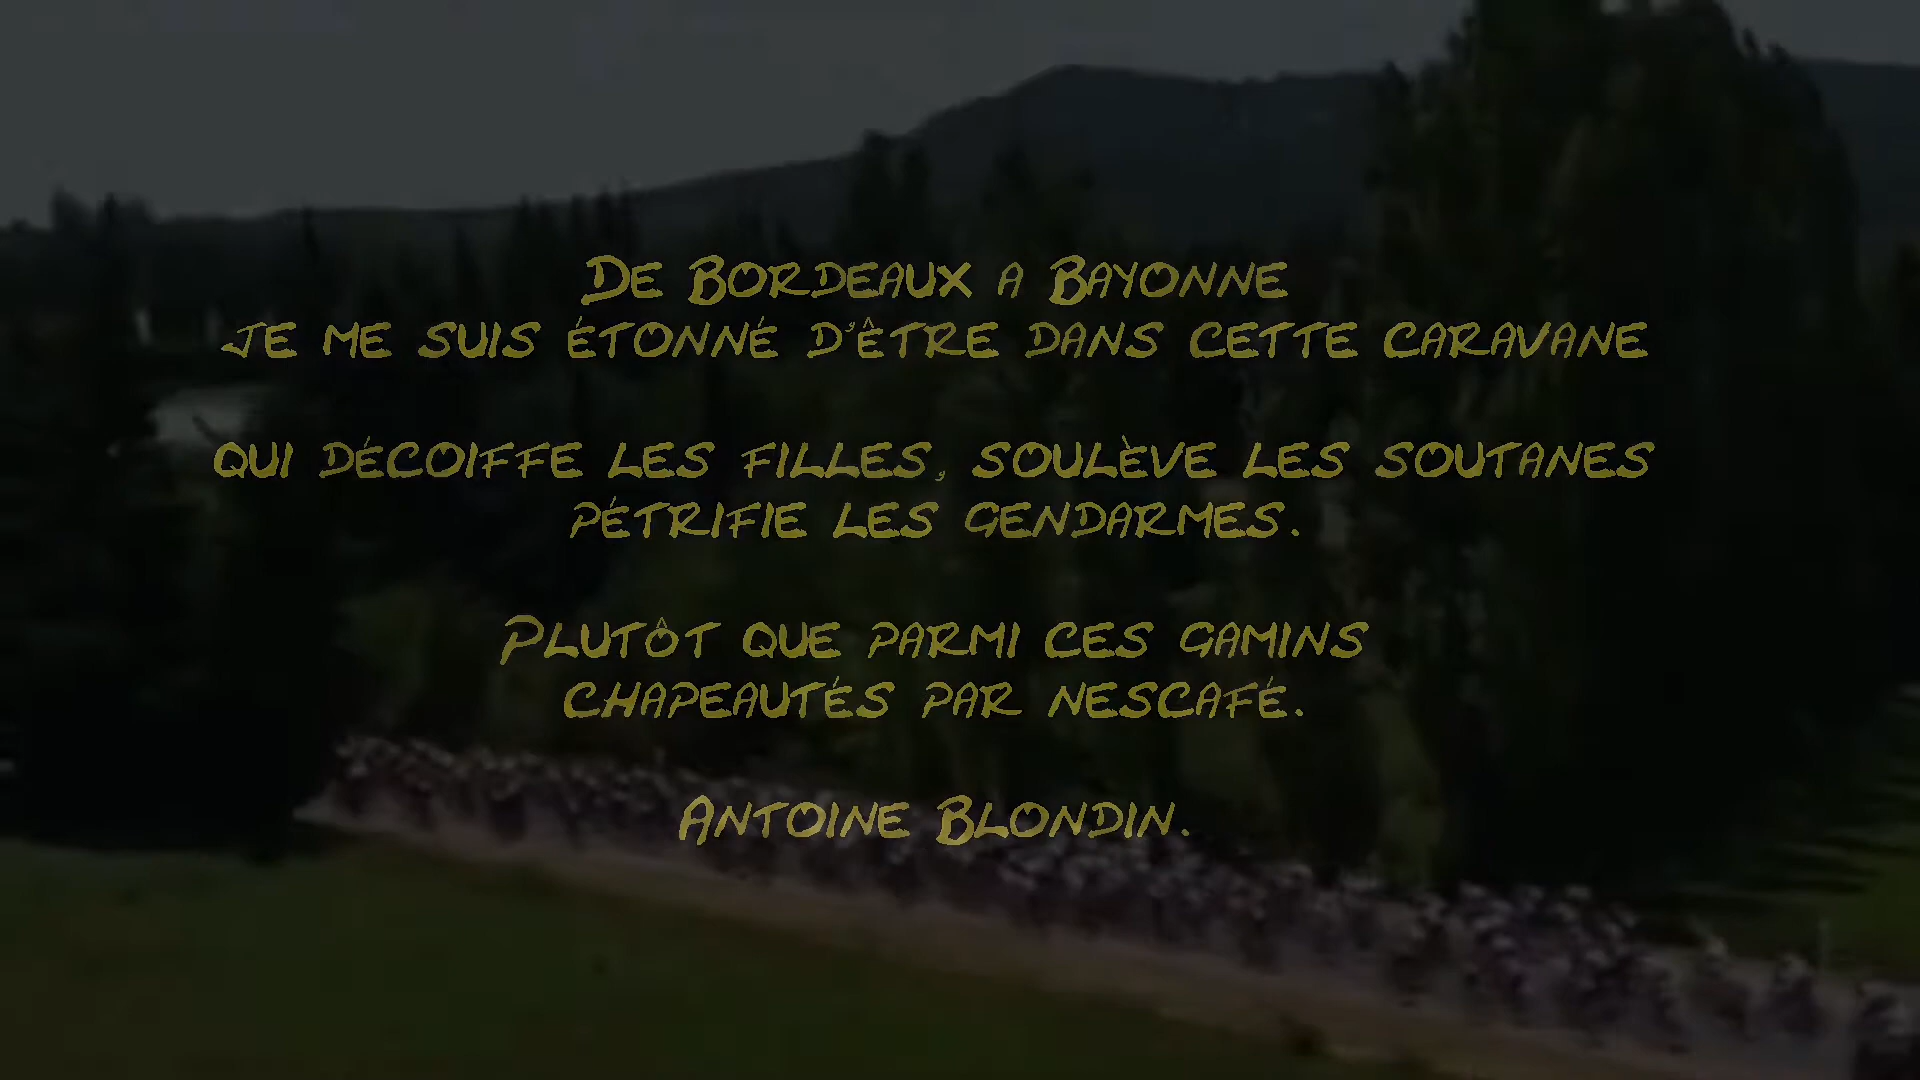 De Bordeaux a Bayonne
je me suis étonné d'être dans cette caravane
qui décoiffe les filles, soulève les soutanes
pétrifie les gendarmes.
Plutôt que parmi ces gamins
chapeautés par nescafé.
Antoine Blondin.